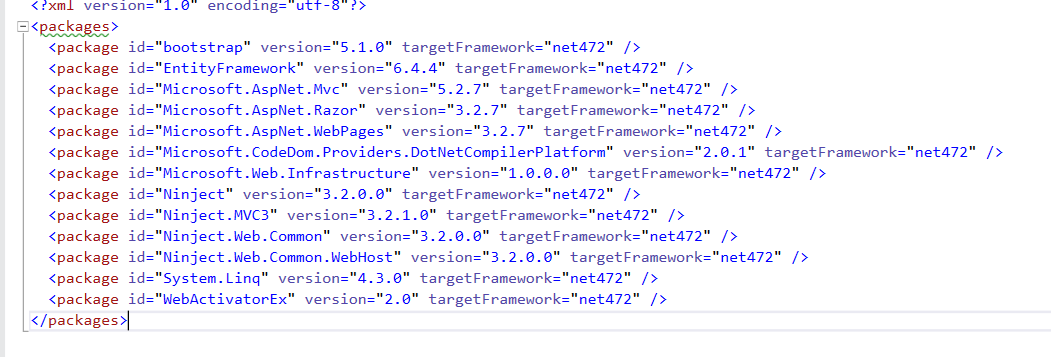 <?xml version="1.0" encoding="utf-8"?>
<packages>
<package id="bootstrap" version="5.1.0" targetFramework="net472" />
<package id="EntityFramework" version="6.4.4" targetFramework="net472" />
<package id="Microsoft.AspNet.Mvc" version="5.2.7" targetFramework="net472" />
<package id="Microsoft.AspNet.Razor" version="3.2.7" targetFramework="net472" />
<package id="Microsoft.AspNet.WebPages" version="3.2.7" targetFramework="net472" />
<package id="Microsoft.CodeDom.Providers.DotNetCompilerPlatform" version="2.0.1" targetFramework="net472" />
<package id="Microsoft.Web.Infrastructure" version="1.0.0.0" targetFramework="net472" />
<package id="Ninject" version="3.2.0.0" targetFramework="net472" />
<package id="Ninject.MVC3" version="3.2.1.0" targetFramework="net472" />
<package id="Ninject.Web.Common" version="3.2.0.0" targetFramework="net472" />
<package id="Ninject.Web.Common.WebHost" version="3.2.0.0" targetFramework="net472" />
<package id="System.Linq" version="4.3.0" targetFramework="net472" />
<package id="WebActivatorEx" version="2.0" targetFramework="net472" />
</packages>